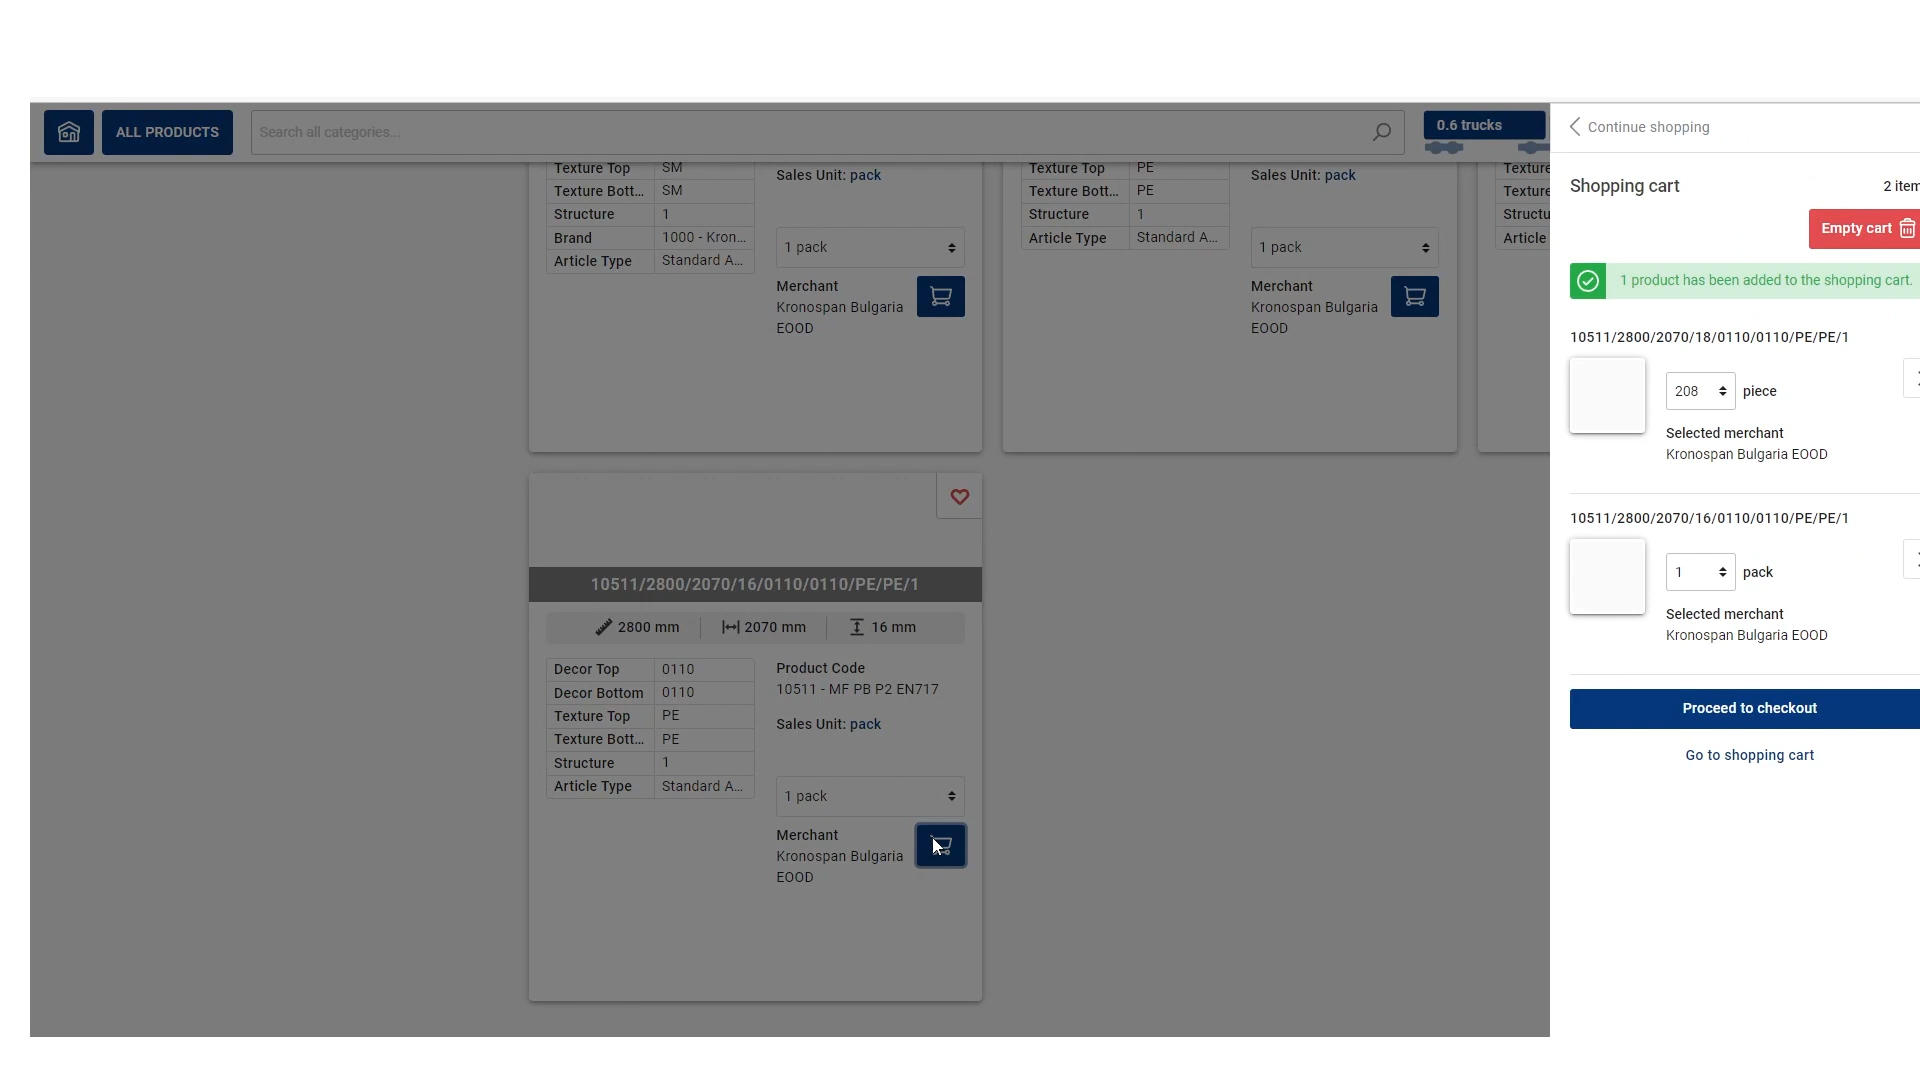 ALL PRODUCTS
Search all categories...
0.6 trucks
Texture Top SM
Texture Bott... SM
Structure 1
Brand 1000 - Kron...
Article Type Standard A...
Sales Unit: pack
1 pack
Merchant
Kronospan Bulgaria
EOOD
Texture Top PE
Texture Bott... PE
Structure 1
Article Type Standard A...
Sales Unit: pack
1 pack
Merchant
Kronospan Bulgaria
EOOD
Texture
Texture
Structu
Article
10511/2800/2070/16/0110/0110/PE/PE/1
2800 mm
2070 mm
16 mm
Decor Top 0110
Decor Bottom 0110
Texture Top PE
Texture Bott... PE
Structure 1
Article Type Standard A...
Product Code
10511 - MF PB P2 EN717
Sales Unit: pack
1 pack
Merchant
Kronospan Bulgaria
EOOD
Continue shopping
Shopping cart
2 item
Empty cart
1 product has been added to the shopping cart.
10511/2800/2070/18/0110/0110/PE/PE/1
208 piece
Selected merchant
Kronospan Bulgaria EOOD
10511/2800/2070/16/0110/0110/PE/PE/1
1 pack
Selected merchant
Kronospan Bulgaria EOOD
Proceed to checkout
Go to shopping cart